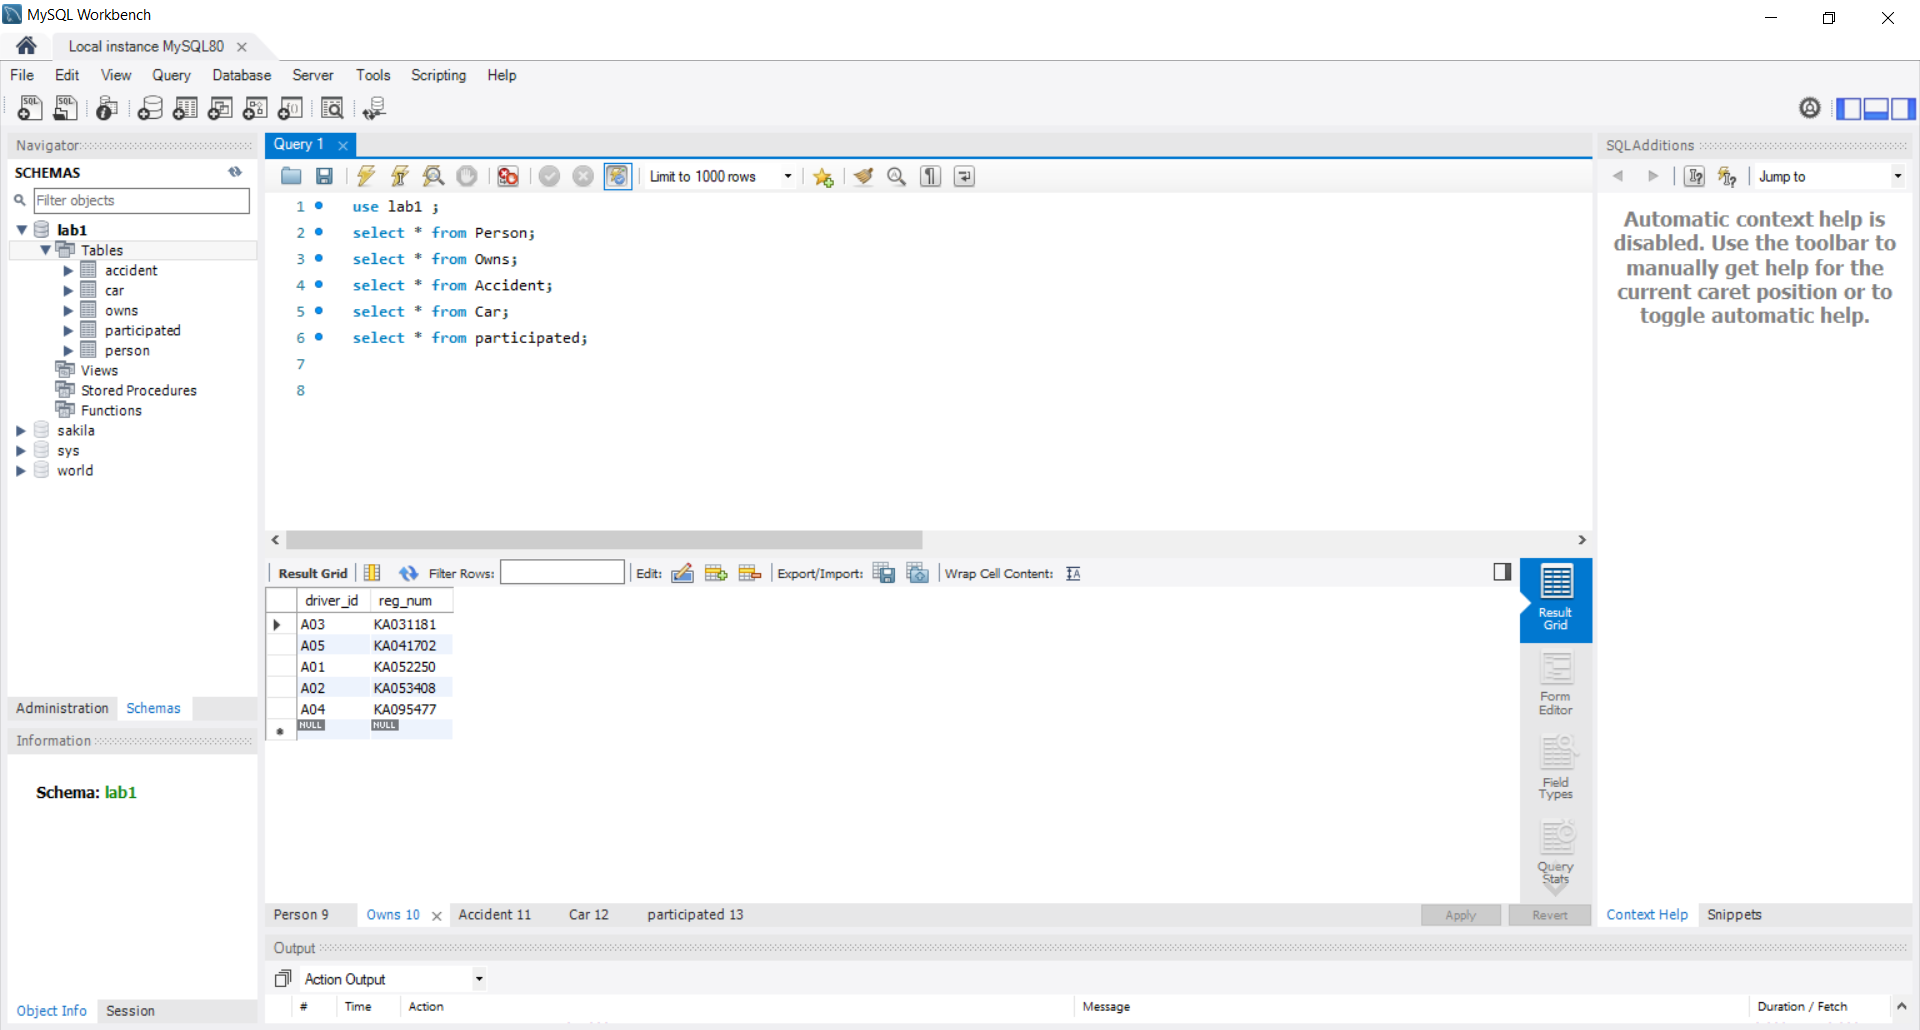 MySQL Workbench
Local instance MySQL80
File Edit View Query Database Server Tools Scripting Help
Navigator
SCHEMAS
Filter objects
lab1
Tables
accident
car
owns
participated
person
Views
Stored Procedures
Functions
sakila
sys
world
Administration Schemas
Information
Schema: lab1
Object Info Session
Query 1
Limit to 1000 rows
1 use lab1 ;
2 select * from Person;
3 select * from Owns;
4 select * from Accident;
5 select * from Car;
6 select * from participated;
7
8
Result Grid Filter Rows: Edit: Export/Import: Wrap Cell Content:
driver_id reg_num
A03 KA031181
A05 KA041702
A01 KA052250
A02 KA053408
A04 KA095477
NULL NULL
Result
Grid
Form
Editor
Field
Types
Query
Stats
Person 9 Owns 10 Accident 11 Car 12 participated 13
Apply Revert
Output
Action Output
# Time Action Message Duration / Fetch
SQLAdditions
Jump to
Automatic context help is
disabled. Use the toolbar to
manually get help for the
current caret position or to
toggle automatic help.
Context Help Snippets